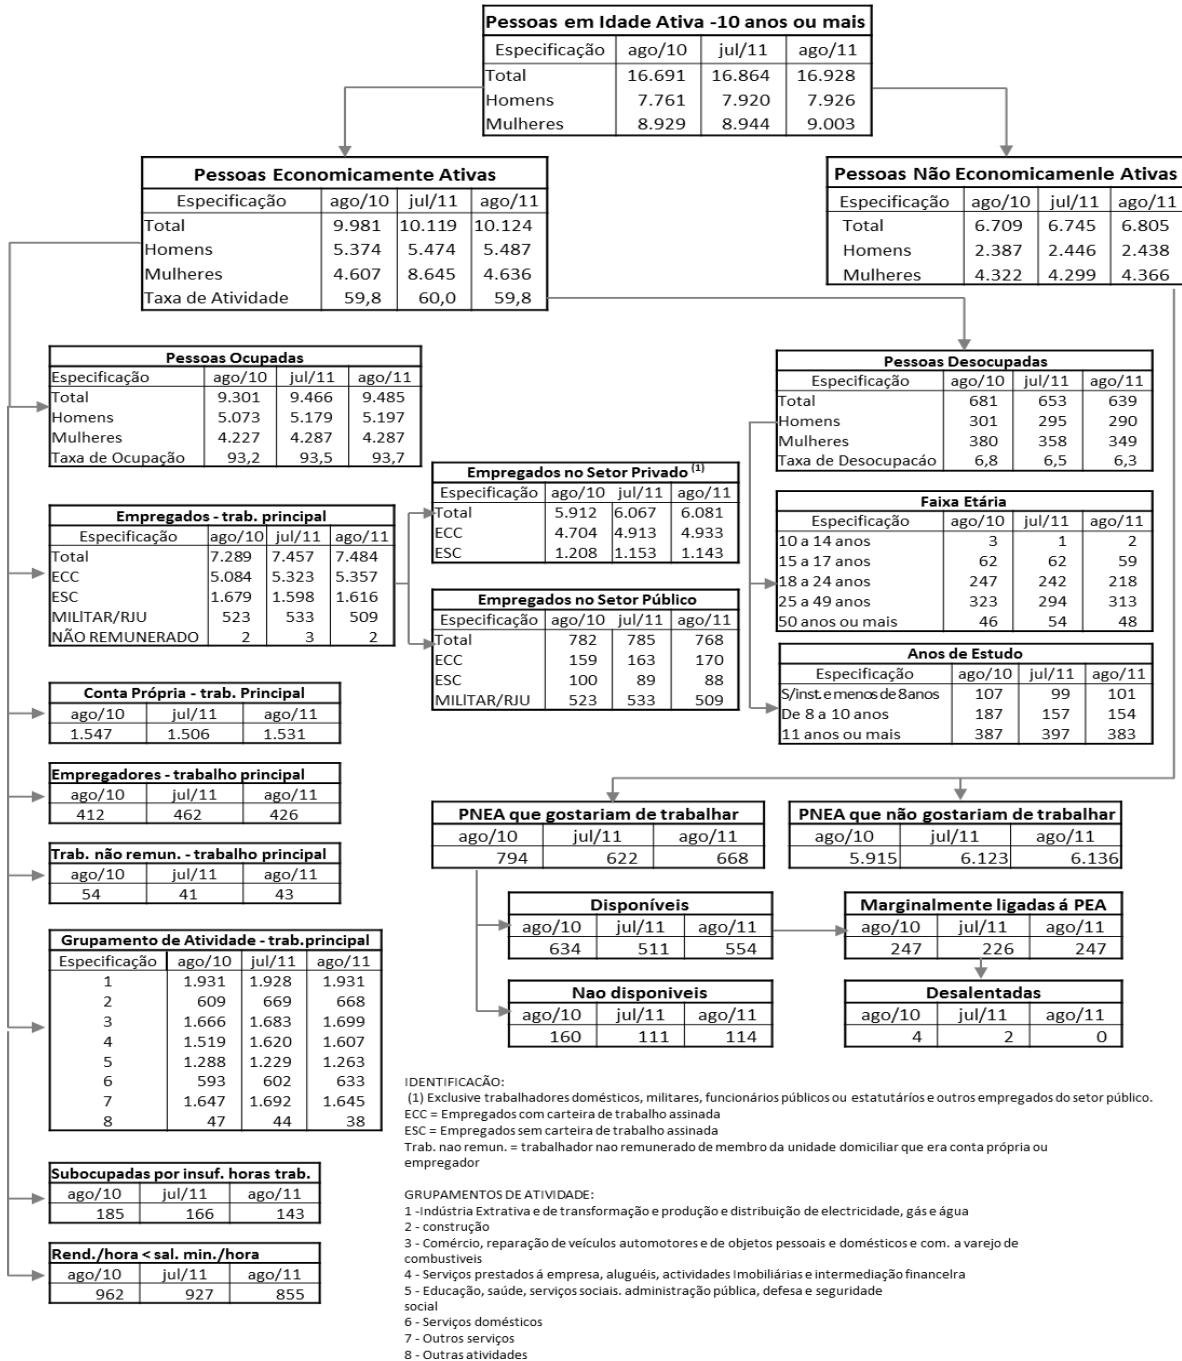 Pessoas em Idade Ativa -10 anos ou mais
Especificação ago/10 jul/11 ago/11
Total 16.691 16.864 16.928
Homens 7.761 7.920 7.926
Mulheres 8.929 8.944 9.003
Pessoas Economicamente Ativas
Especificação ago/10 jul/11 ago/11
Total 9.981 10.119 10.124
Homens 5.374 5.474 5.487
Mulheres 4.607 8.645 4.636
Taxa de Atividade 59,8 60,0 59,8
Pessoas Não Economicamenle Ativas
Especificação ago/10 jul/11 ago/11
Total 6.709 6.745 6.805
Homens 2.387 2.446 2.438
Mulheres 4.322 4.299 4.366
Pessoas Ocupadas
Especificação ago/10 jul/11 ago/11
Total 9.301 9.466 9.485
Homens 5.073 5.179 5.197
Mulheres 4.227 4.287 4.287
Taxa de Ocupação 93,2 93,5 93,7
Pessoas Desocupadas
Especificação ago/10 jul/11 ago/11
Total 681 653 639
Homens 301 295 290
Mulheres 380 358 349
Taxa de Desocupacáo 6,8 6,5 6,3
Empregados - trab. principal
Especificação ago/10 jul/11 ago/11
Total 7.289 7.457 7.484
ECC 5.084 5.323 5.357
ESC 1.679 1.598 1.616
MILITAR/RJU 523 533 509
NÃO REMUNERADO 2 3 2
Empregados no Setor Privado (1)
Especificação ago/10 jul/11 ago/11
Total 5.912 6.067 6.081
ECC 4.704 4.913 4.933
ESC 1.208 1.153 1.143
Empregados no Setor Público
Especificação ago/10 jul/11 ago/11
Total 782 785 768
ECC 159 163 170
ESC 100 89 88
MILITAR/RJU 523 533 509
Faixa Etária
Especificação ago/10 jul/11 ago/11
10 a 14 anos 3 1 2
15 a 17 anos 62 62 59
18 a 24 anos 247 242 218
25 a 49 anos 323 294 313
50 anos ou mais 46 54 48
Anos de Estudo
Especificação ago/10 jul/11 ago/11
S/inst.e menos de 8anos 107 99 101
De 8 a 10 anos 187 157 154
11 anos ou mais 387 397 383
Conta Própria - trab. Principal
ago/10 jul/11 ago/11
1.547 1.506 1.531
Empregadores - trabalho principal
ago/10 jul/11 ago/11
412 462 426
Trab. não remun. - trabalho principal
ago/10 jul/11 ago/11
54 41 43
Grupamento de Atividade - trab.principal
Especificação ago/10 jul/11 ago/11
1 1.931 1.928 1.931
2 609 669 668
3 1.666 1.683 1.699
4 1.519 1.620 1.607
5 1.288 1.229 1.263
6 593 602 633
7 1.647 1.692 1.645
8 47 44 38
Subocupadas por insuf. horas trab.
ago/10 jul/11 ago/11
185 166 143
Rend./hora < sal. min./hora
ago/10 jul/11 ago/11
962 927 855
PNEA que gostariam de trabalhar
ago/10 jul/11 ago/11
794 622 668
PNEA que não gostariam de trabalhar
ago/10 jul/11 ago/11
5.915 6.123 6.136
Disponíveis
ago/10 jul/11 ago/11
634 511 554
Marginalmente ligadas á PEA
ago/10 jul/11 ago/11
247 226 247
Nao disponiveis
ago/10 jul/11 ago/11
160 111 114
Desalentadas
ago/10 jul/11 ago/11
4 2 0
IDENTIFICACÃO:
(1) Exclusive trabalhadores domésticos, militares, funcionários públicos ou estatutáríos e outros empregados do setor público.
ECC = Empregados com carteira de trabalho assinada
ESC = Empregados sem carteira de trabalho assinada
Trab. nao remun. = trabalhador nao remunerado de membro da unidade domiciliar que era conta própria ou
empregador
GRUPAMENTOS DE ATIVIDADE:
1 -Indústria Extrativa e de transformação e produção e distribuição de electricidade, gás e água
2 - construção
3 - Comércio, reparação de veículos automotores e de objetos pessoais e domésticos e com. a varejo de
combustiveis
4 - Serviços prestados á empresa, aluguéis, actividades Imobiliárias e intermediação financelra
5 - Educação, saúde, serviços sociais. administração pública, defesa e seguridade
social
6 - Serviços domésticos
7 - Outros serviços
8 - Outras atividades